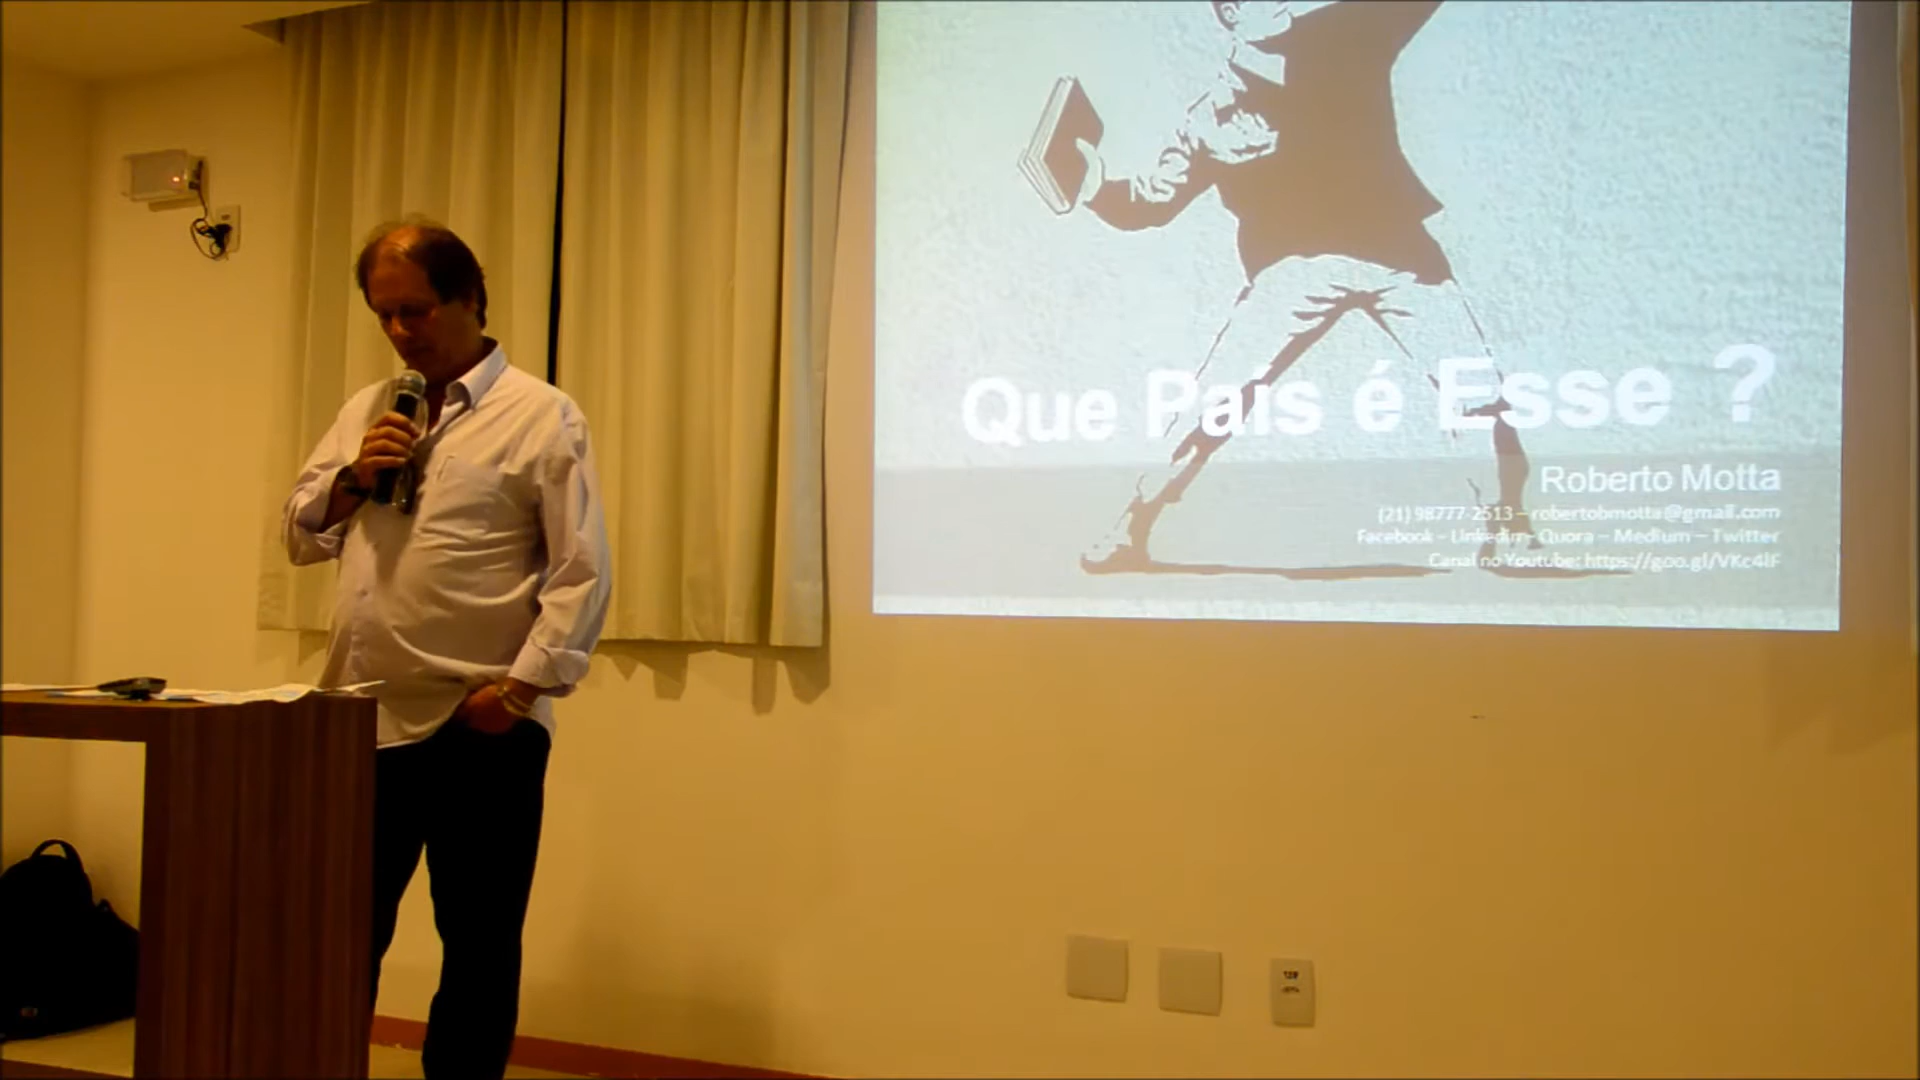 Que País é Esse ?
Roberto Motta
(21) 98777-2513 – robertobmotta@gmail.com
Facebook – Linkedin – Quora – Medium – Twitter
Canal no Youtube: https://goo.gl/VKc4lF